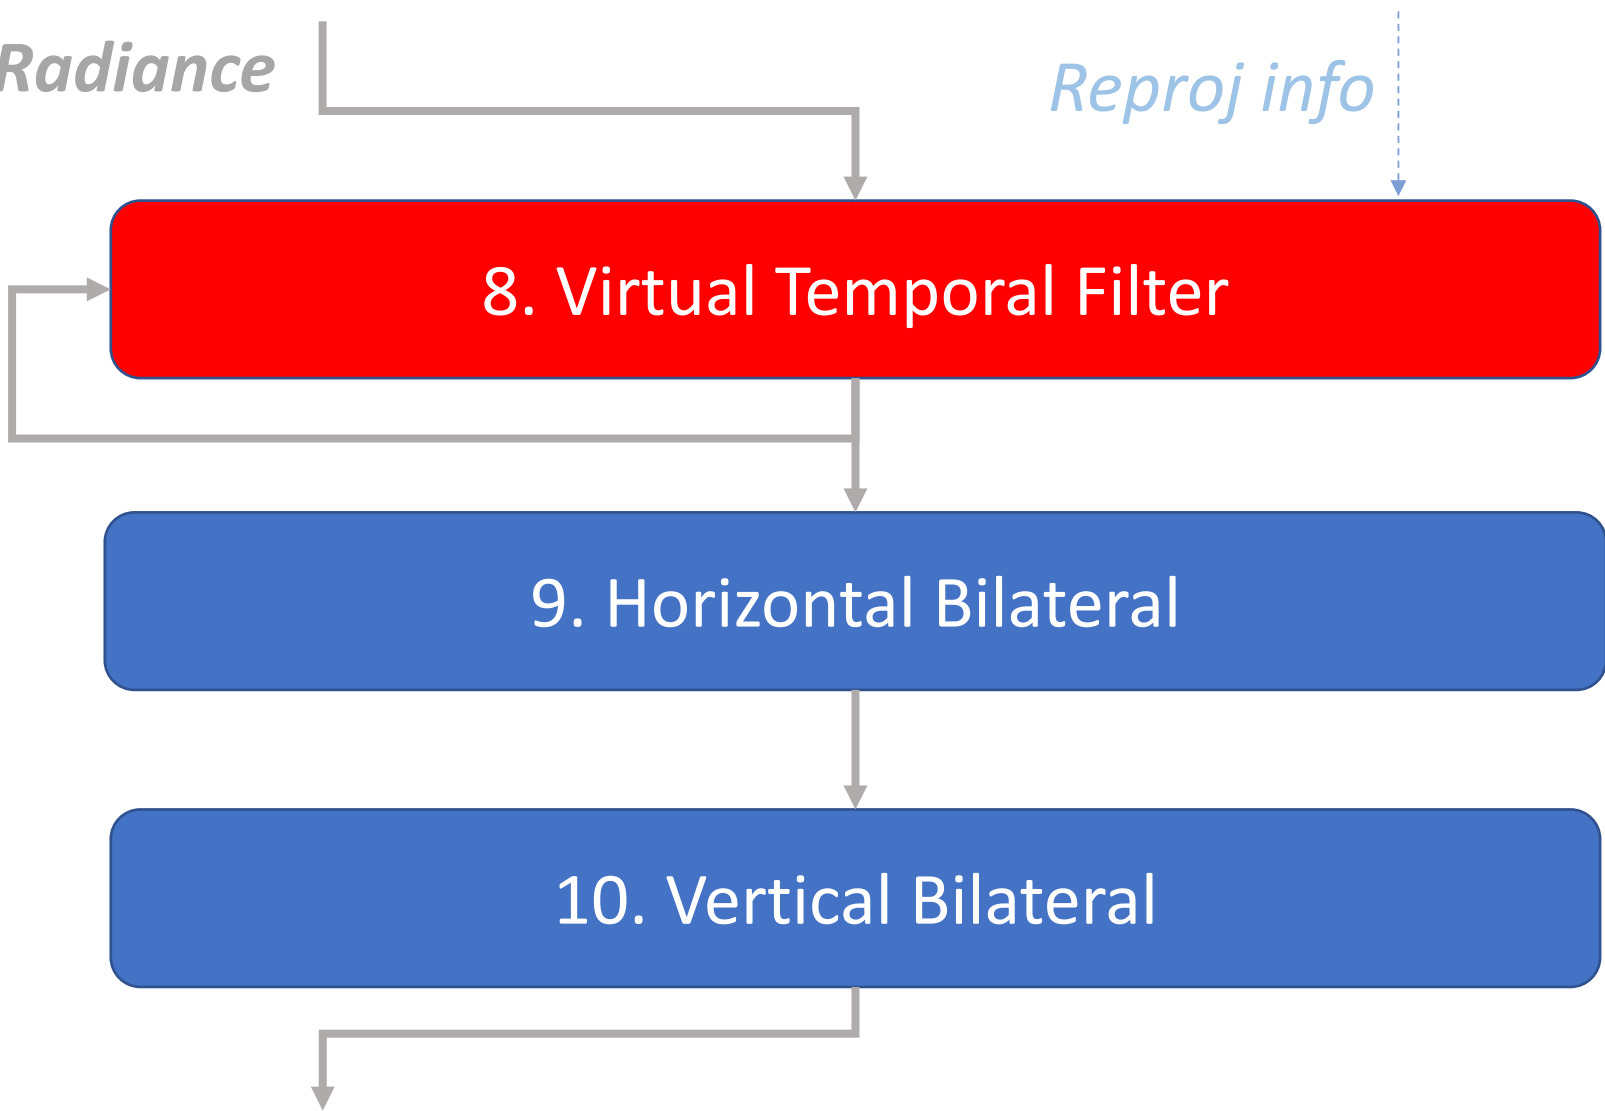 Radiance
Reproj info
8. Virtual Temporal Filter
9. Horizontal Bilateral
10. Vertical Bilateral